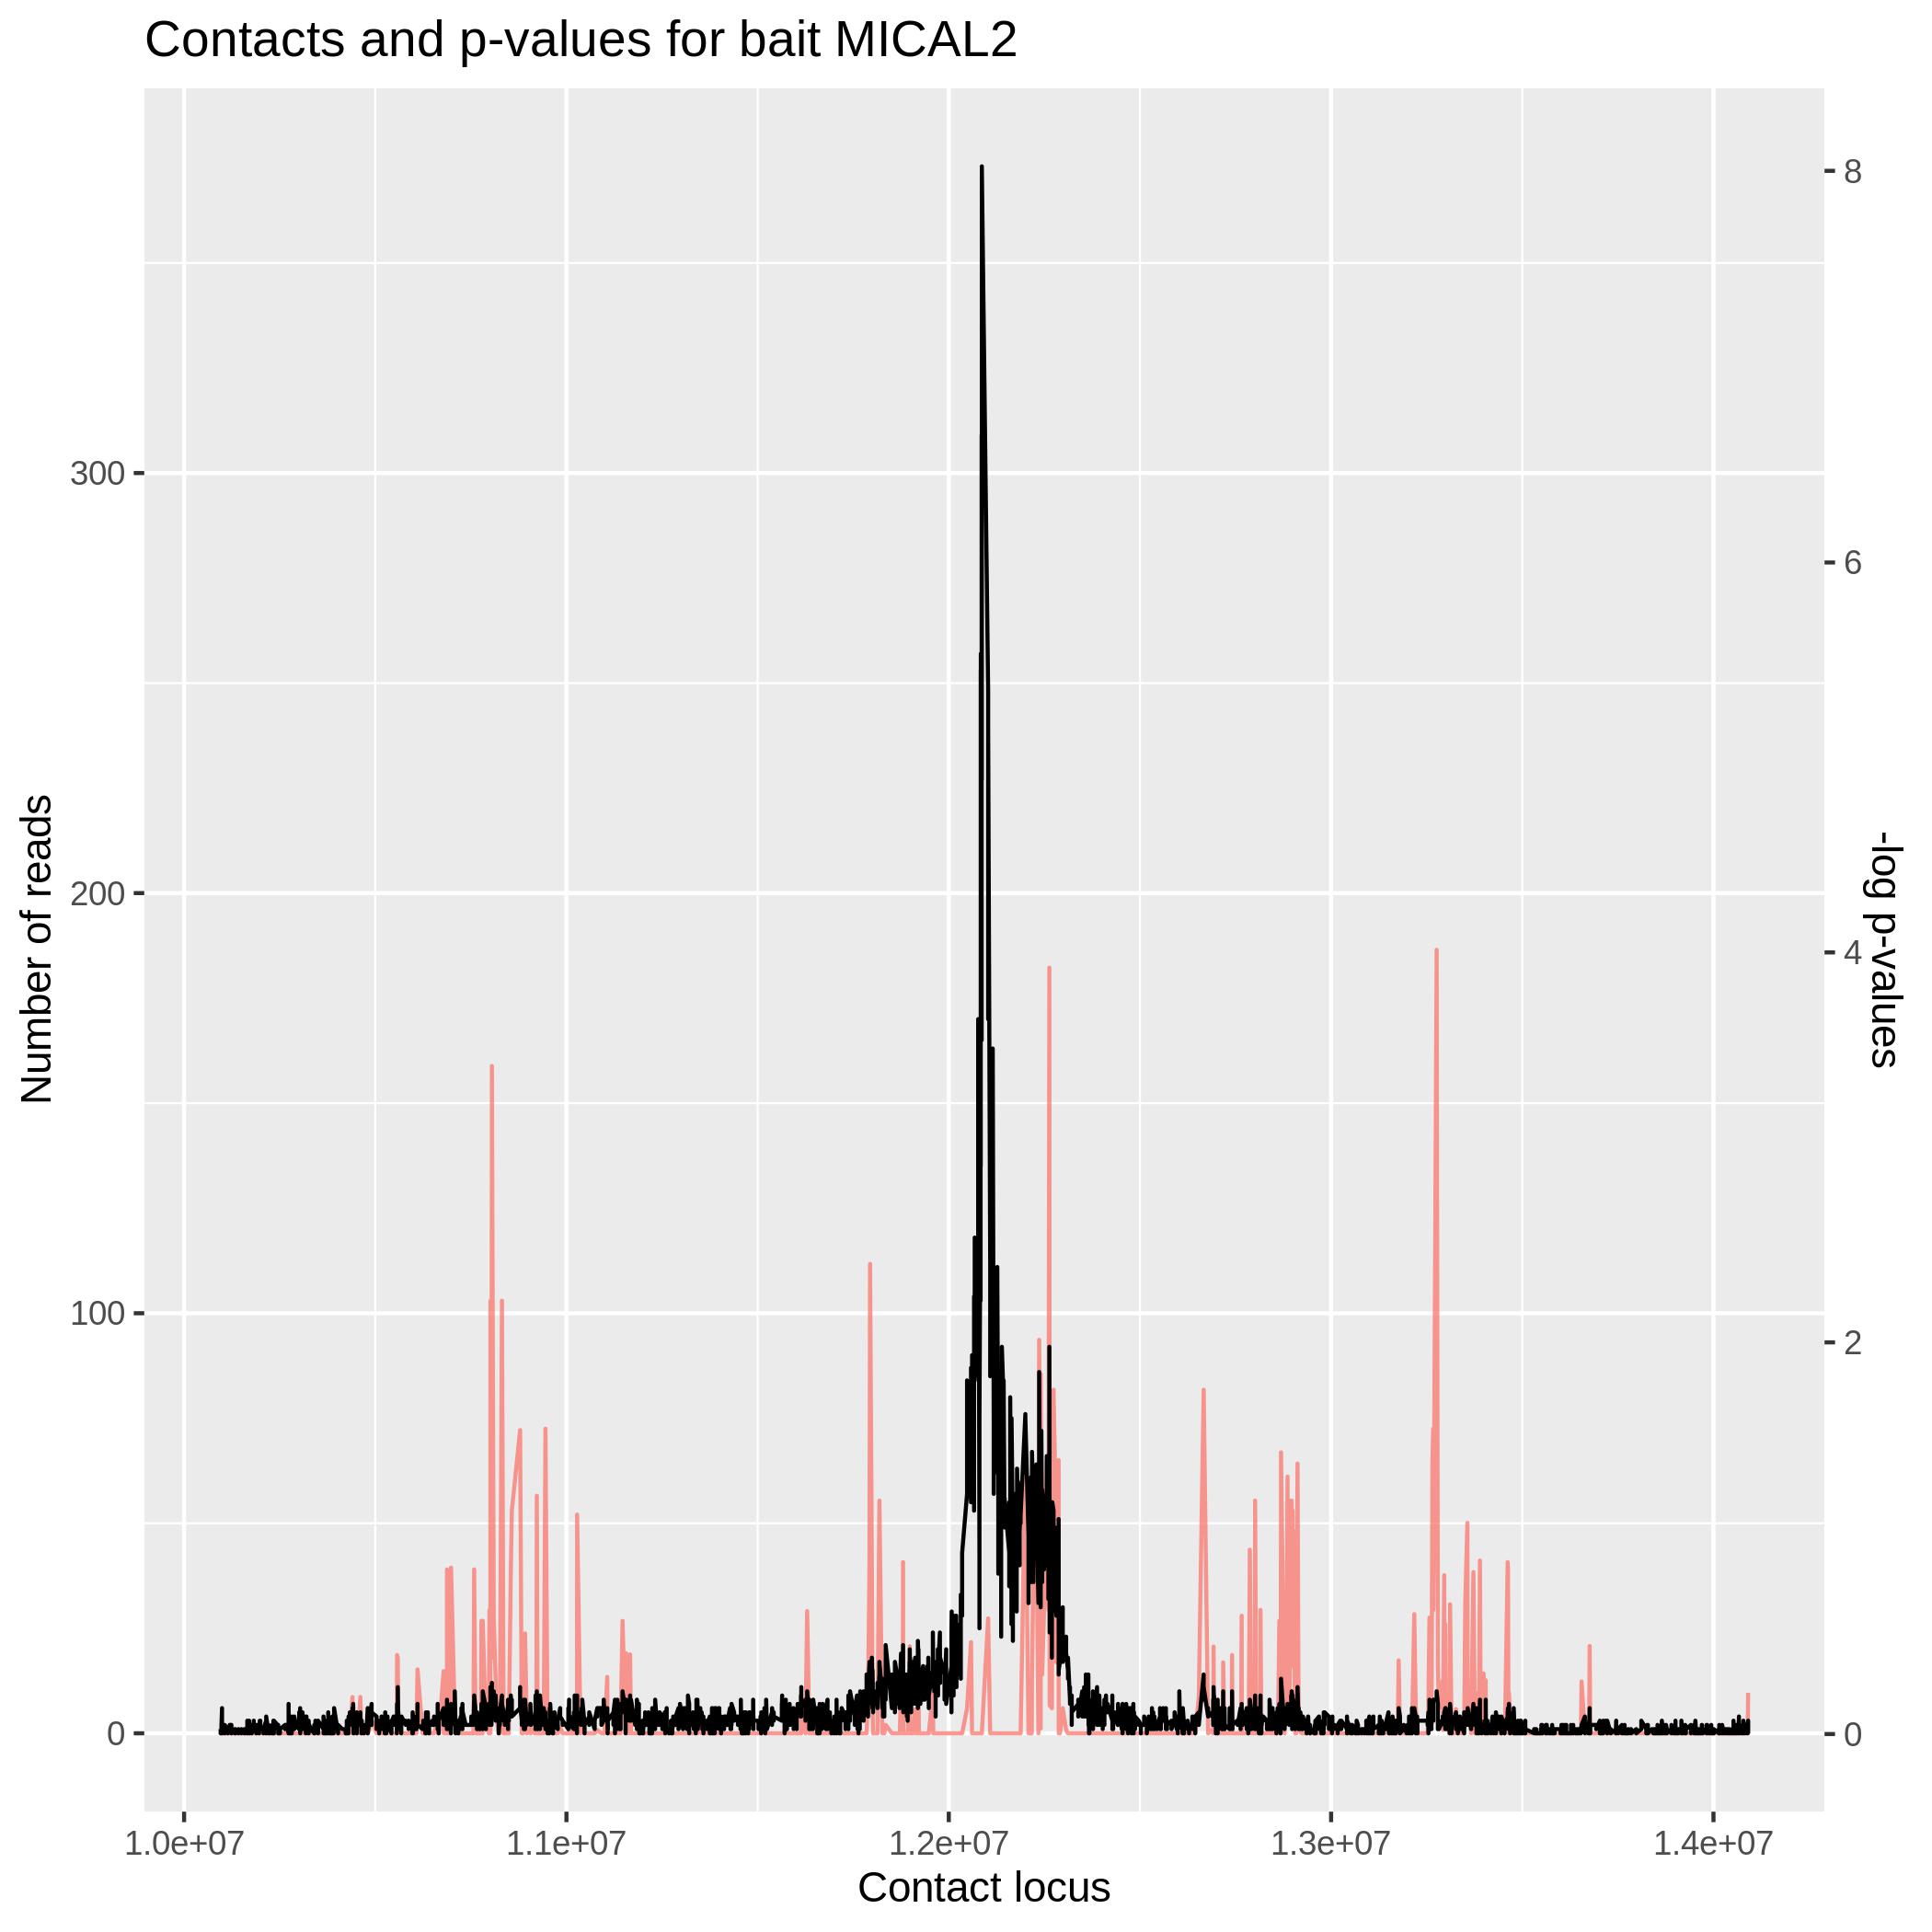 Contacts and p-values for bait MICAL2
Number of reads
300
200
100
0
8
6
4
2
0
-log p-values
1.0e+07
1.1e+07
1.2e+07
1.3e+07
1.4e+07
Contact locus